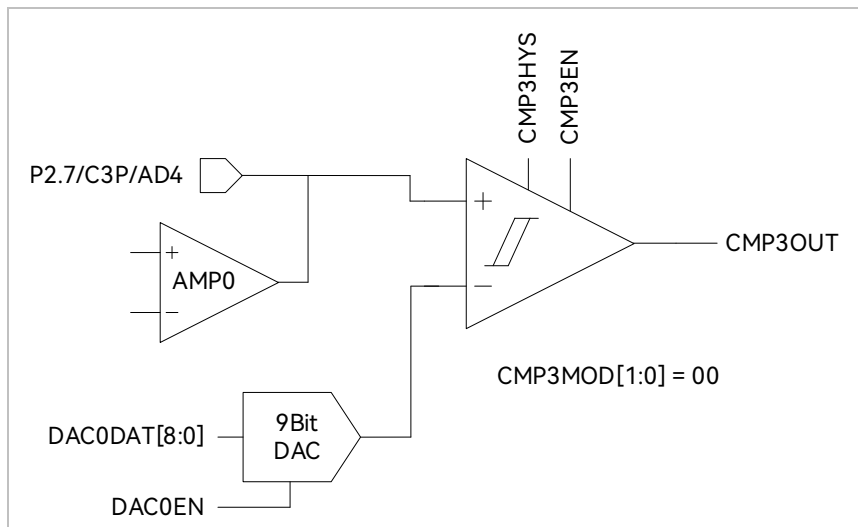 CMP3HYS
CMP3EN
P2.7/C3P/AD4
+
CMP3OUT
+
AMP0
−
−
CMP3MOD[1:0] = 00
9Bit
DAC
DAC0DAT[8:0]
DAC0EN